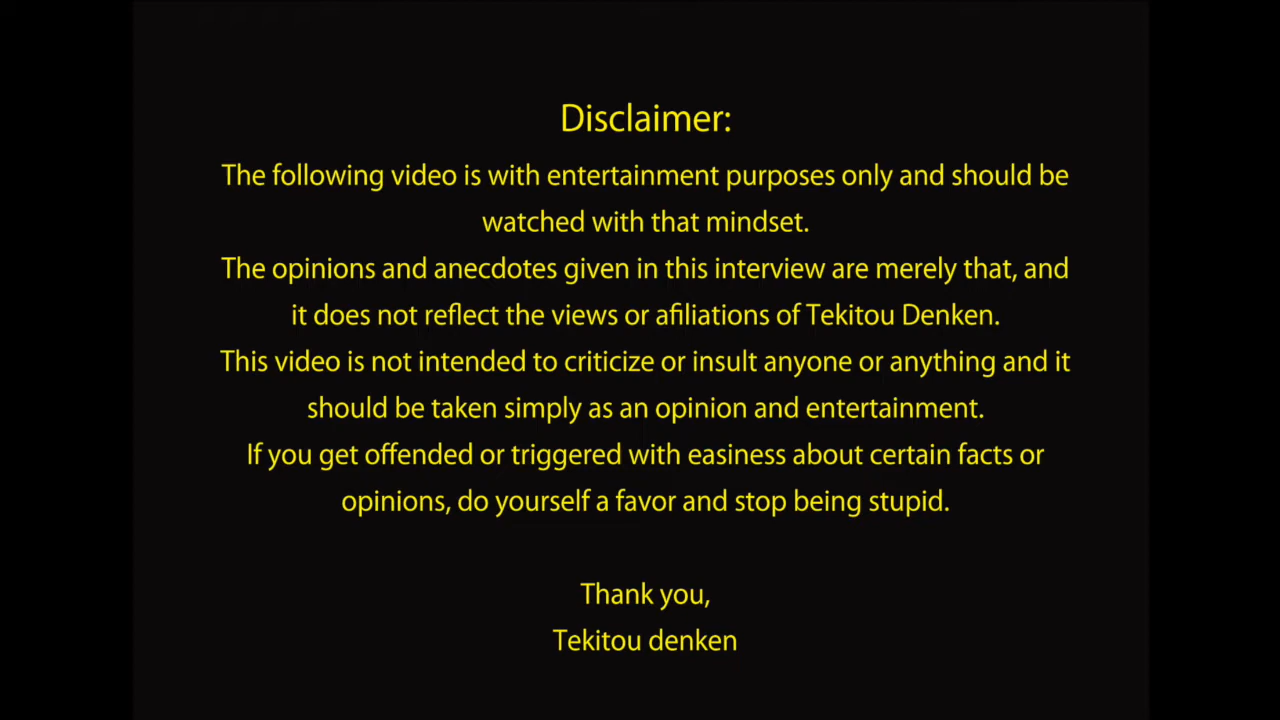 Disclaimer:
The following video is with entertainment purposes only and should be
watched with that mindset.
The opinions and anecdotes given in this interview are merely that, and
it does not reflect the views or afiliations of Tekitou Denken.
This video is not intended to criticize or insult anyone or anything and it
should be taken simply as an opinion and entertainment.
If you get offended or triggered with easiness about certain facts or
opinions, do yourself a favor and stop being stupid.
Thank you,
Tekitou denken